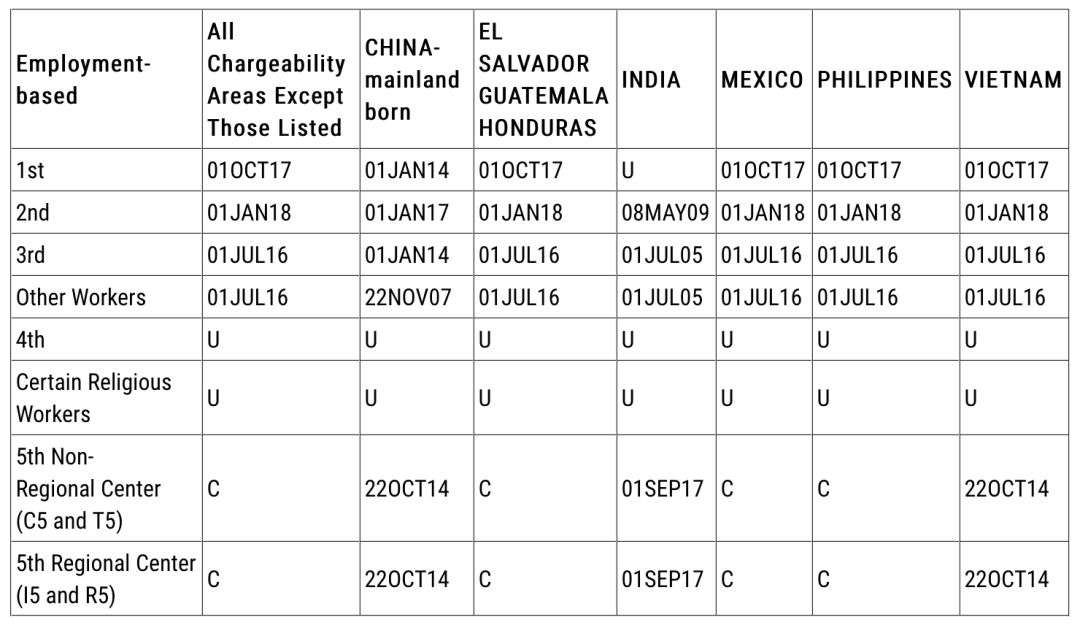 Employment-based All Chargeability Areas Except Those Listed CHINA-mainland born EL SALVADOR GUATEMALA HONDURAS INDIA MEXICO PHILIPPINES VIETNAM
1st 01OCT17 01JAN14 01OCT17 U 01OCT17 01OCT17 01OCT17
2nd 01JAN18 01JAN17 01JAN18 08MAY09 01JAN18 01JAN18 01JAN18
3rd 01JUL16 01JAN14 01JUL16 01JUL05 01JUL16 01JUL16 01JUL16
Other Workers 01JUL16 22NOV07 01JUL16 01JUL05 01JUL16 01JUL16 01JUL16
4th U U U U U U U
Certain Religious Workers U U U U U U U
5th Non-Regional Center (C5 and T5) C 22OCT14 C 01SEP17 C C 22OCT14
5th Regional Center (I5 and R5) C 22OCT14 C 01SEP17 C C 22OCT14